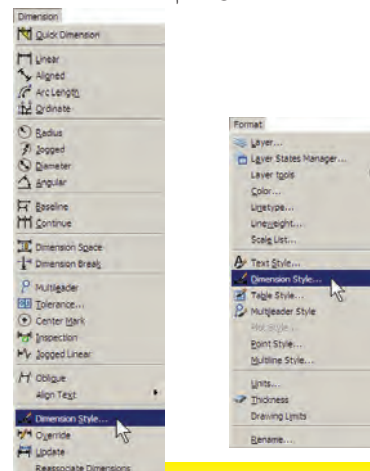 Dimension
Quick Dimension
Linear
Aligned
Arc Length
Ordinate
Radius
Jogged
Diameter
Angular
Baseline
Continue
Dimension Space
Dimension Break
Multileader
Tolerance...
Center Mark
Inspection
Jogged Linear
Oblique
Align Text
Dimension Style...
Override
Update
Reassociate Dimensions
Format
Layer...
Layer States Manager...
Layer tools
Color...
Linetype...
Lineweight...
Scale List...
Text Style...
Dimension Style...
Table Style...
Multileader Style
Plot Style...
Point Style...
Multiline Style...
Units...
Thickness
Drawing Limits
Rename...